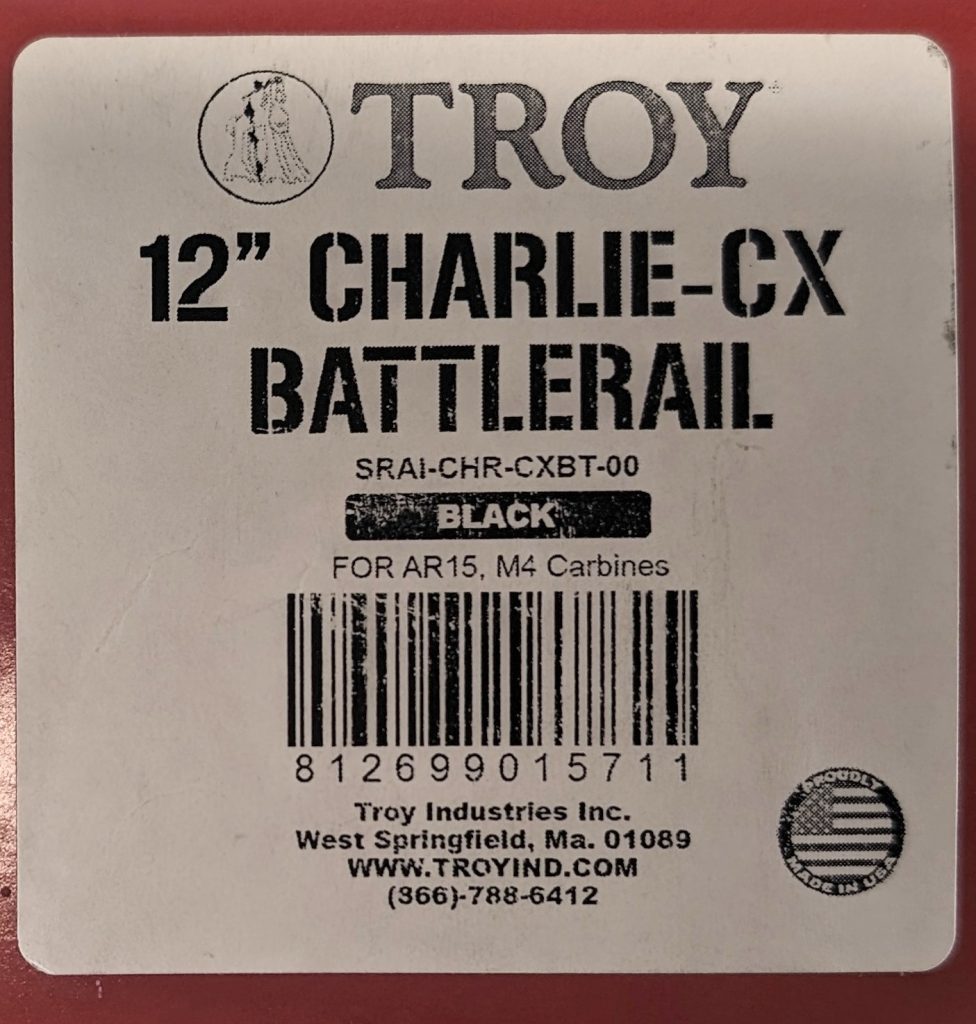 TROY
12” CHARLIE-CX
BATTLERAIL
SRAI-CHR-CXBT-00
BLACK
FOR AR15, M4 Carbines
812699015711
Troy Industries Inc.
West Springfield, Ma. 01089
WWW.TROYIND.COM
(866)-788-6412
PROUDLY
MADE IN USA